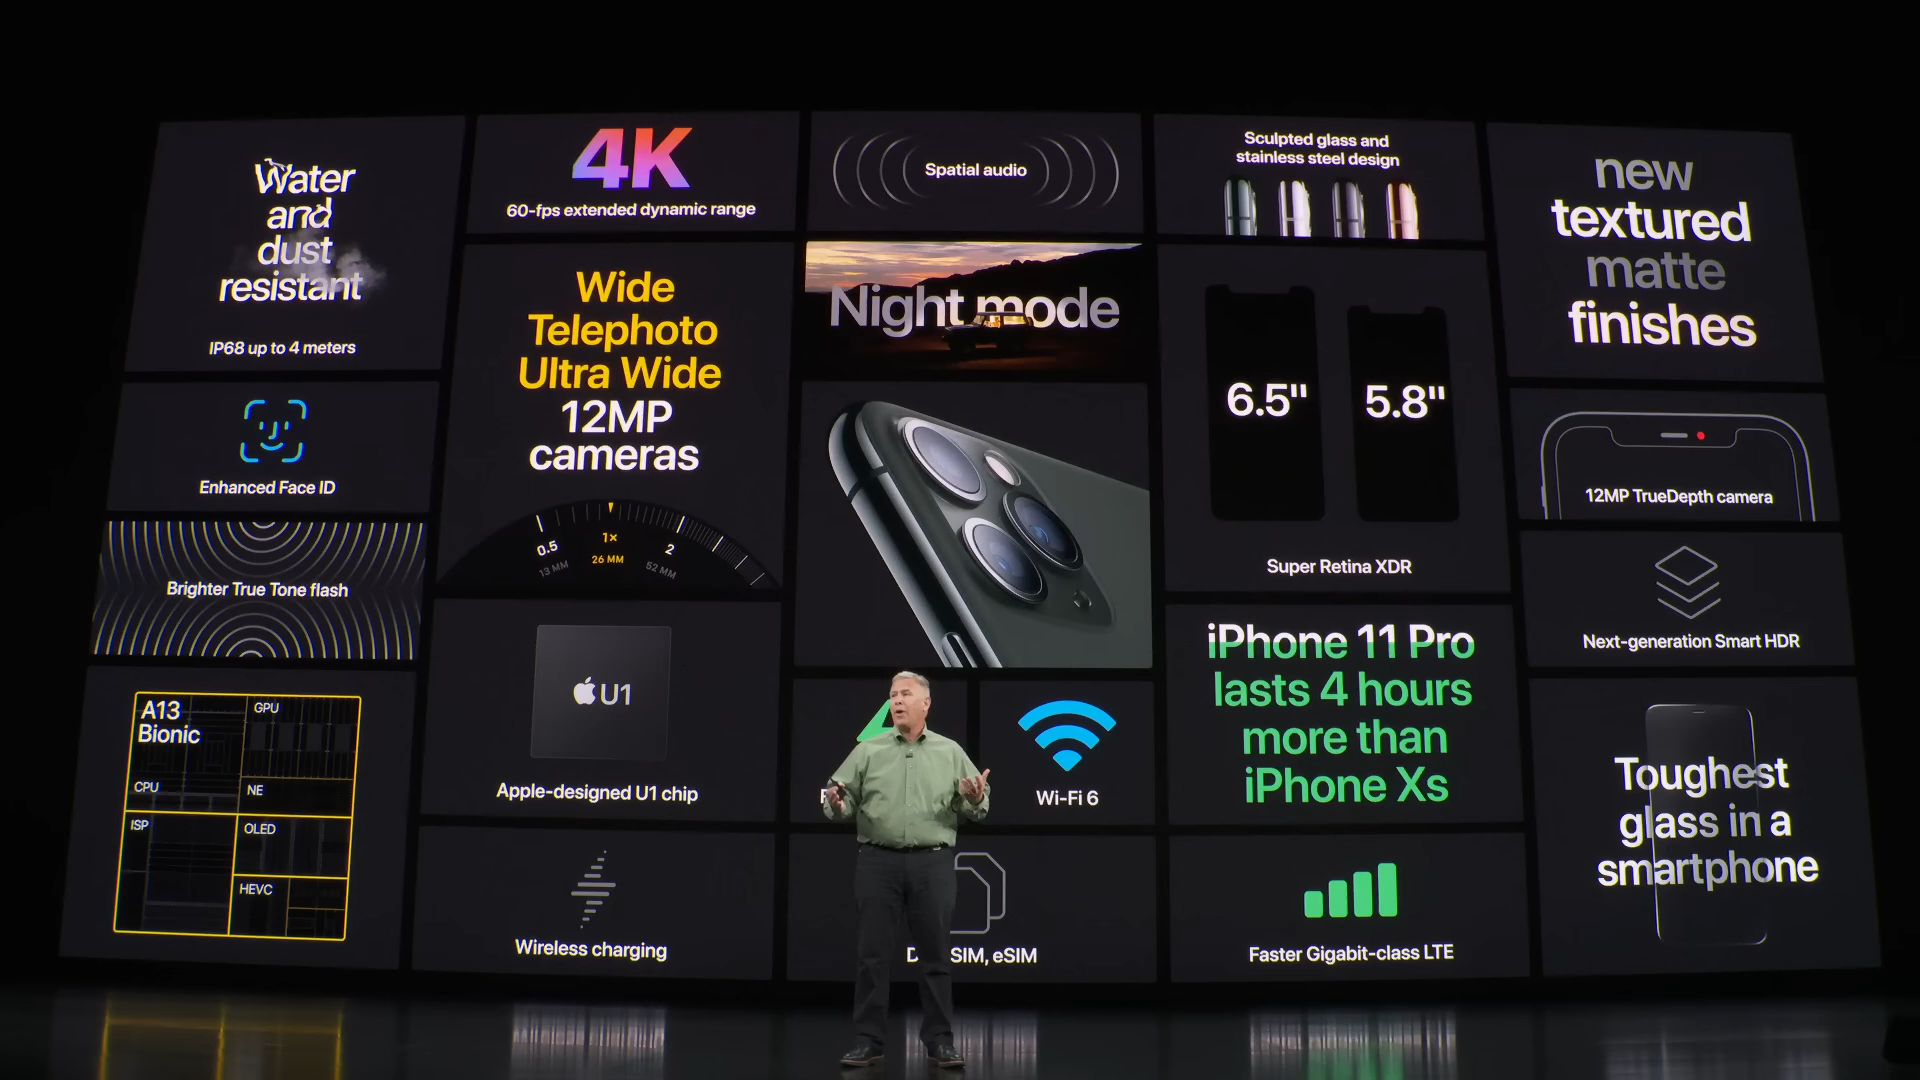 Water
and
dust
resistant
IP68 up to 4 meters
Enhanced Face ID
Brighter True Tone flash
A13
Bionic
GPU
CPU
NE
ISP
OLED
HEVC
4K
60-fps extended dynamic range
Wide
Telephoto
Ultra Wide
12MP
cameras
0.5
1×
2
13 MM
26 MM
52 MM
U1
Apple-designed U1 chip
Wireless charging
Spatial audio
Night mode
Wi-Fi 6
SIM, eSIM
Sculpted glass and
stainless steel design
6.5"
5.8"
Super Retina XDR
iPhone 11 Pro
lasts 4 hours
more than
iPhone Xs
Faster Gigabit-class LTE
new
textured
matte
finishes
12MP TrueDepth camera
Next-generation Smart HDR
Toughest
glass in a
smartphone